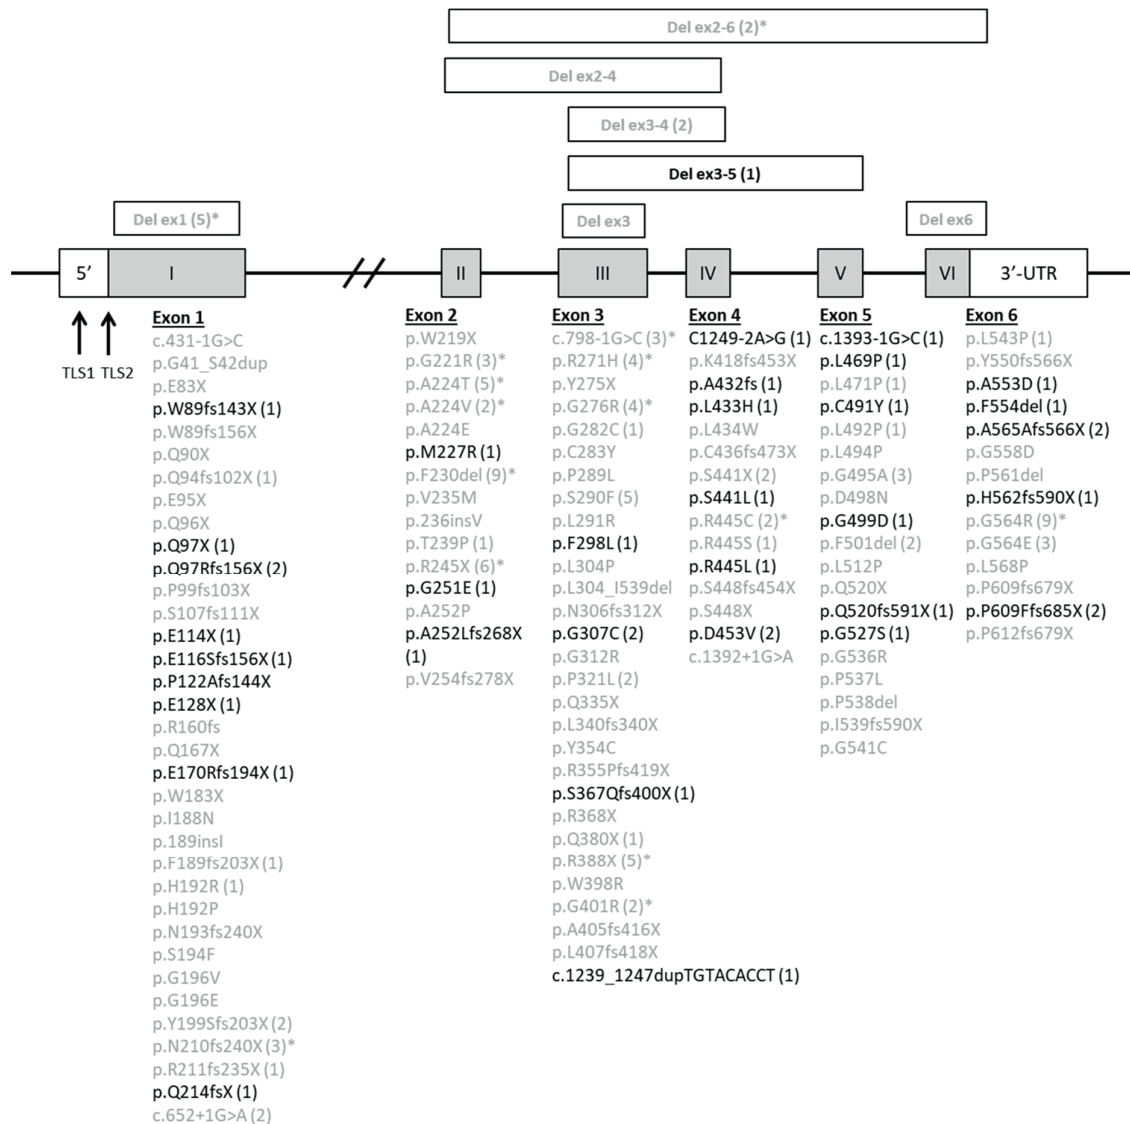 Del ex2-6 (2)*
Del ex2-4
Del ex3-4 (2)
Del ex3-5 (1)
Del ex1 (5)*
Del ex3
Del ex6
5’
I
II
III
IV
V
VI
3’-UTR
TLS1
TLS2
Exon 1
c.431-1G>C
p.G41_S42dup
p.E83X
p.W89fs143X (1)
p.W89fs156X
p.Q90X
p.Q94fs102X (1)
p.E95X
p.Q96X
p.Q97X (1)
p.Q97Rfs156X (2)
p.P99fs103X
p.S107fs111X
p.E114X (1)
p.E116Sfs156X (1)
p.P122Afs144X
p.E128X (1)
p.R160fs
p.Q167X
p.E170Rfs194X (1)
p.W183X
p.I188N
p.189insI
p.F189fs203X (1)
p.H192R (1)
p.H192P
p.N193fs240X
p.S194F
p.G196V
p.G196E
p.Y199Sfs203X (2)
p.N210fs240X (3)*
p.R211fs235X (1)
p.Q214fsX (1)
c.652+1G>A (2)
Exon 2
p.W219X
p.G221R (3)*
p.A224T (5)*
p.A224V (2)*
p.A224E
p.M227R (1)
p.F230del (9)*
p.V235M
p.236insV
p.T239P (1)
p.R245X (6)*
p.G251E (1)
p.A252P
p.A252Lfs268X
(1)
p.V254fs278X
Exon 3
c.798-1G>C (3)*
p.R271H (4)*
p.Y275X
p.G276R (4)*
p.G282C (1)
p.C283Y
p.P289L
p.S290F (5)
p.L291R
p.F298L (1)
p.L304P
p.L304_I539del
p.N306fs312X
p.G307C (2)
p.G312R
p.P321L (2)
p.Q335X
p.L340fs340X
p.Y354C
p.R355Pfs419X
p.S367Qfs400X (1)
p.R368X
p.Q380X (1)
p.R388X (5)*
p.W398R
p.G401R (2)*
p.A405fs416X
p.L407fs418X
c.1239_1247dupTGTACACCT (1)
Exon 4
C1249-2A>G (1)
p.K418fs453X
p.A432fs (1)
p.L433H (1)
p.L434W
p.C436fs473X
p.S441X (2)
p.S441L (1)
p.R445C (2)*
p.R445S (1)
p.R445L (1)
p.S448fs454X
p.S448X
p.D453V (2)
c.1392+1G>A
Exon 5
c.1393-1G>C (1)
p.L469P (1)
p.L471P (1)
p.C491Y (1)
p.L492P (1)
p.L494P
p.G495A (3)
p.D498N
p.G499D (1)
p.F501del (2)
p.L512P
p.Q520X
p.Q520fs591X (1)
p.G527S (1)
p.G536R
p.P537L
p.P538del
p.I539fs590X
p.G541C
Exon 6
p.L543P (1)
p.Y550fs566X
p.A553D (1)
p.F554del (1)
p.A565Afs566X (2)
p.G558D
p.P561del
p.H562fs590X (1)
p.G564R (9)*
p.G564E (3)
p.L568P
p.P609fs679X
p.P609Ffs685X (2)
p.P612fs679X